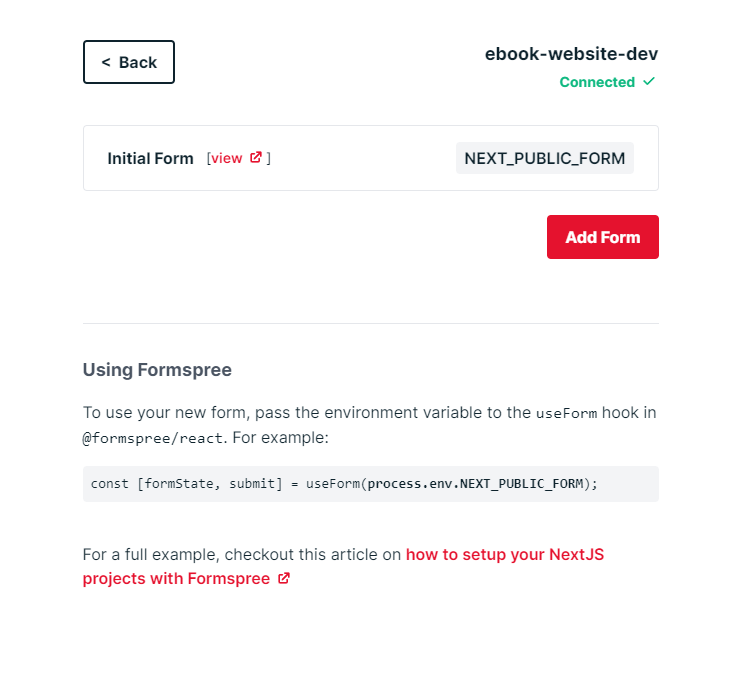 < Back
ebook-website-dev
Connected ✓
Initial Form [view ]
NEXT_PUBLIC_FORM
Add Form
Using Formspree
To use your new form, pass the environment variable to the useForm hook in
@formspree/react. For example:
const [formState, submit] = useForm(process.env.NEXT_PUBLIC_FORM);
For a full example, checkout this article on how to setup your NextJS
projects with Formspree